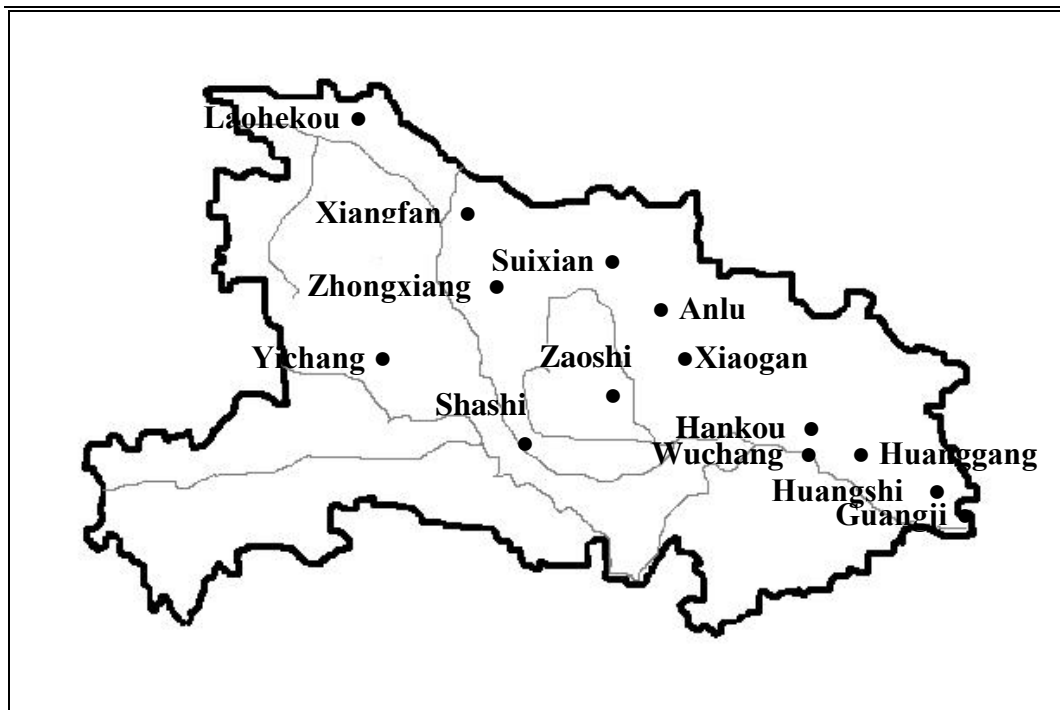 Laohekou
Xiangfan
Suixian
Zhongxiang
Anlu
Yichang
Zaoshi
Xiaogan
Shashi
Hankou
Wuchang
Huanggang
Huangshi
Guangji